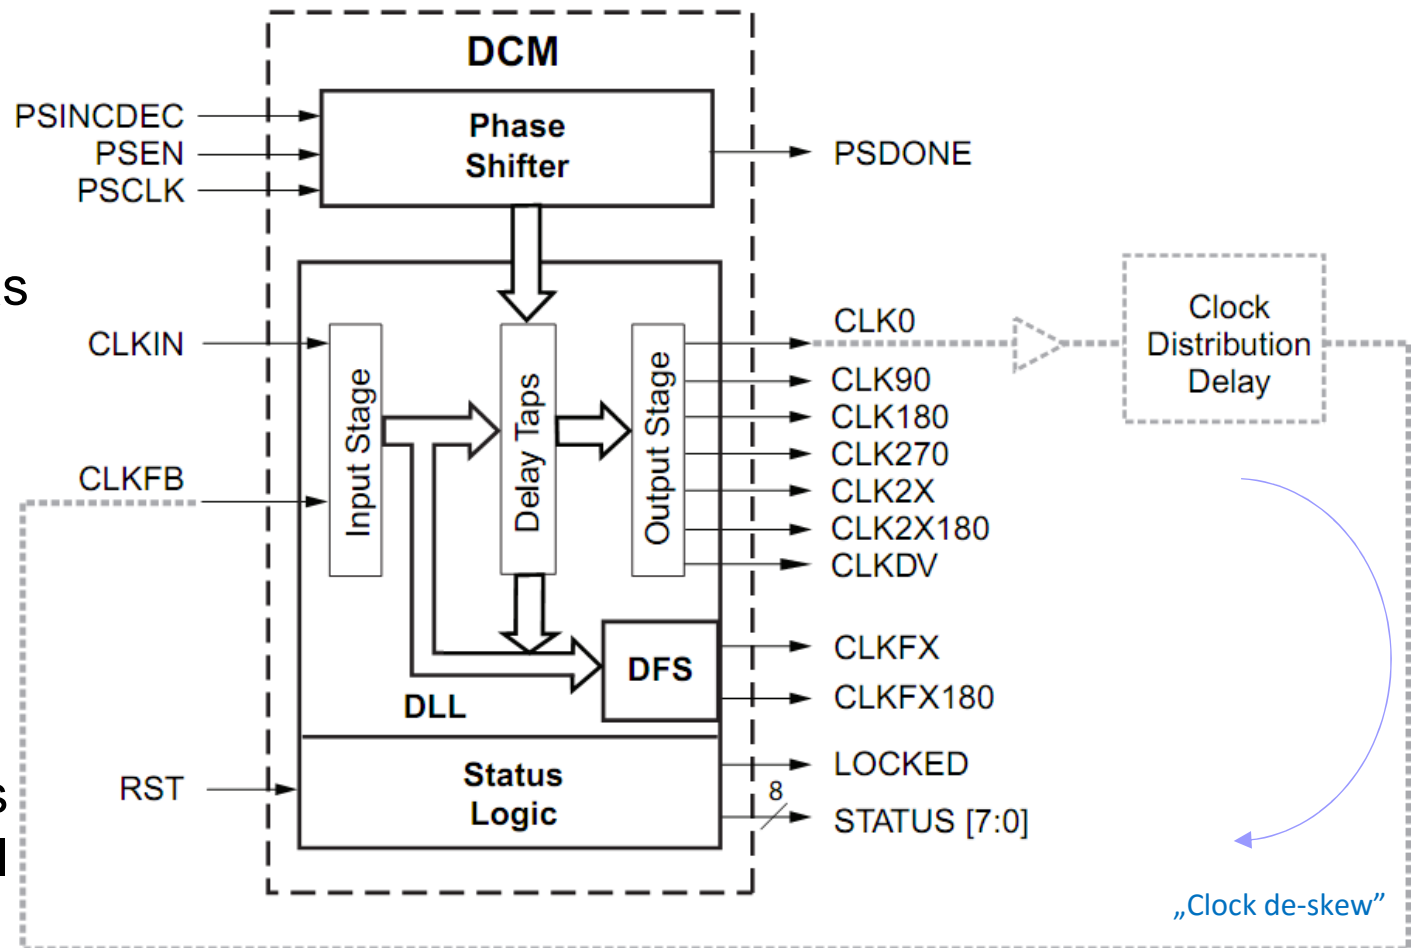 DCM
PSINCDEC
PSEN
PSCLK
Phase
Shifter
PSDONE
s
CLKIN
CLKFB
Input Stage
Delay Taps
Output Stage
CLK0
CLK90
CLK180
CLK270
CLK2X
CLK2X180
CLKDV
Clock
Distribution
Delay
DFS
CLKFX
CLKFX180
DLL
RST
s
Status
Logic
LOCKED
8
STATUS [7:0]
„Clock de-skew”